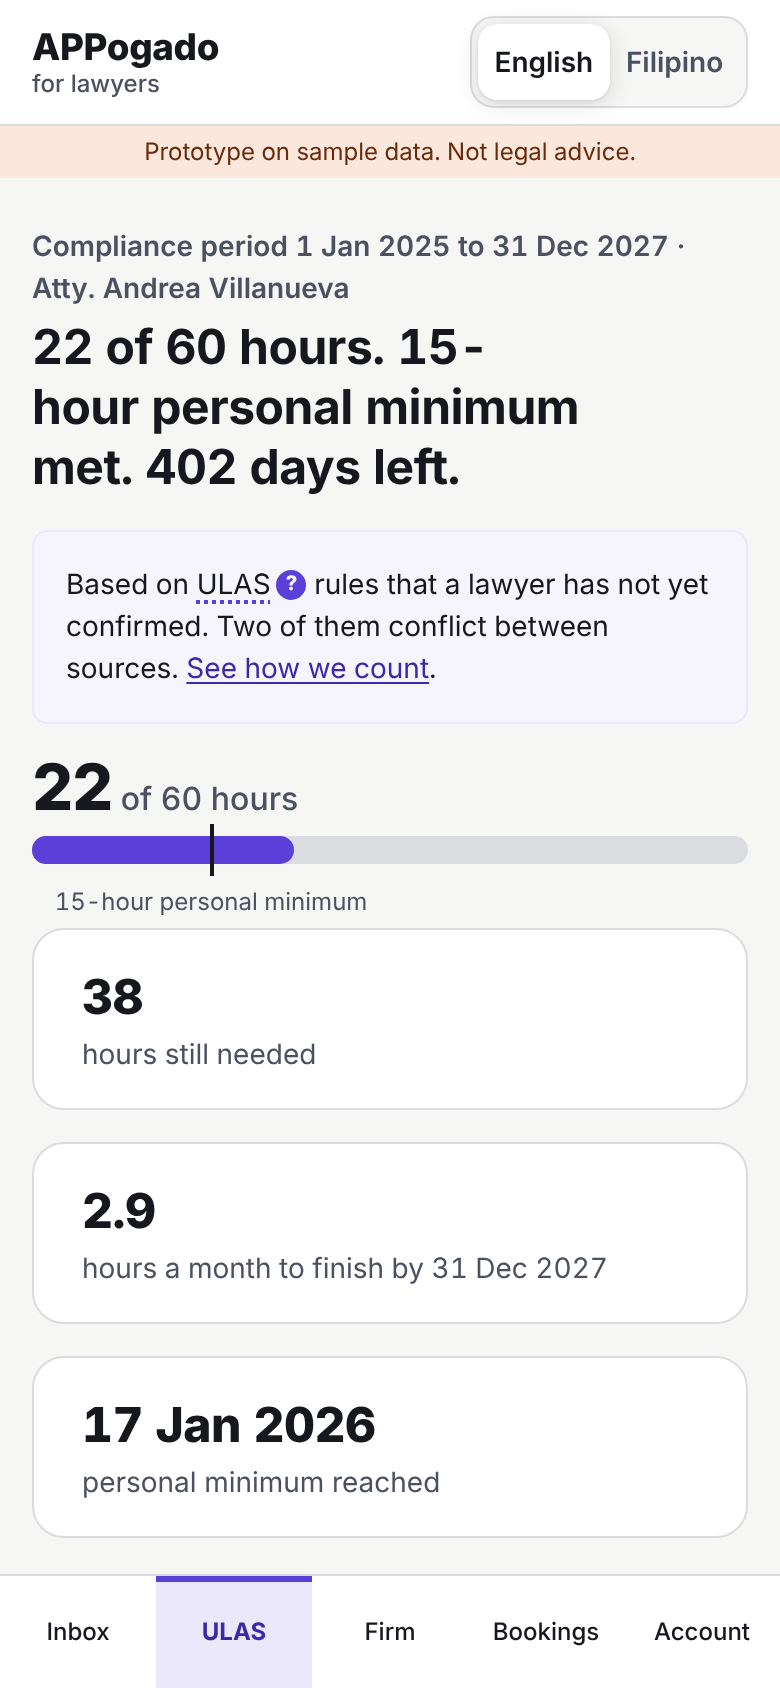 APPogado
for lawyers
English
Filipino
Prototype on sample data. Not legal advice.
Compliance period 1 Jan 2025 to 31 Dec 2027 ·
Atty. Andrea Villanueva
22 of 60 hours. 15-
hour personal minimum
met. 402 days left.
Based on ULAS ? rules that a lawyer has not yet
confirmed. Two of them conflict between
sources. See how we count.
22 of 60 hours
15-hour personal minimum
38
hours still needed
2.9
hours a month to finish by 31 Dec 2027
17 Jan 2026
personal minimum reached
Inbox
ULAS
Firm
Bookings
Account